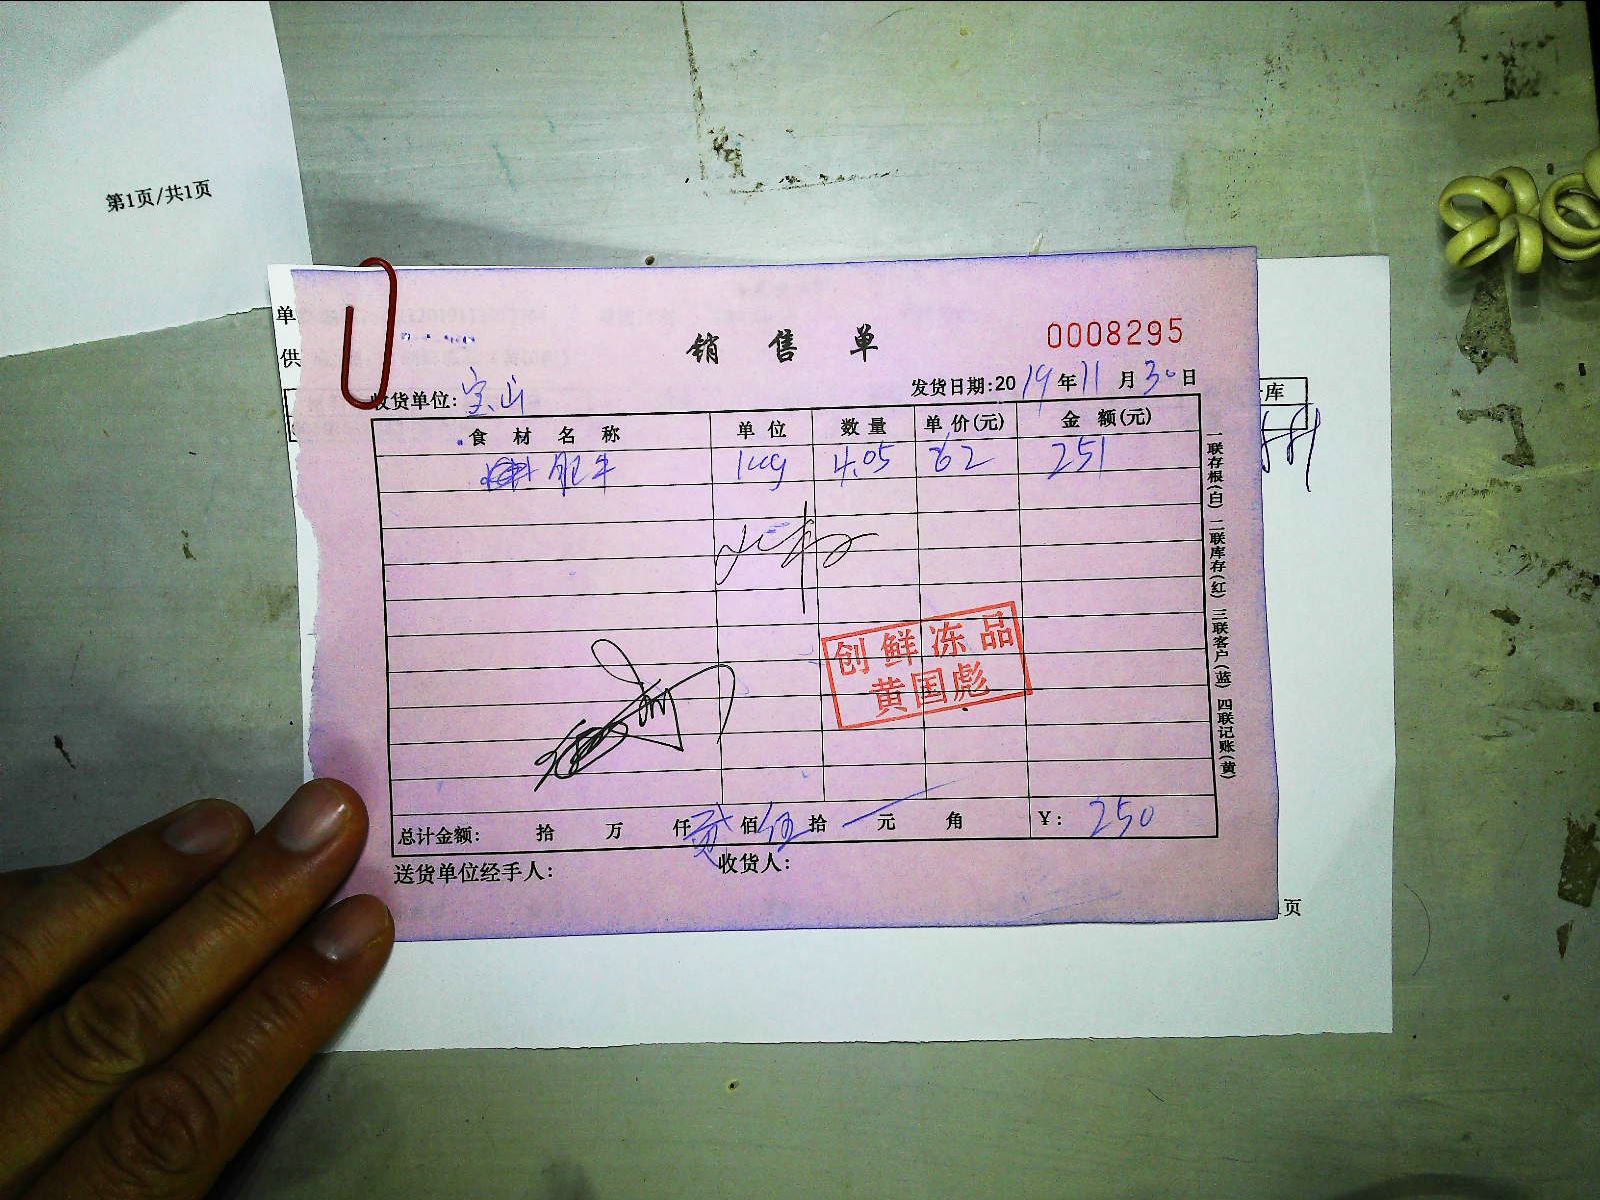 第1页/共1页
单
供
销售单
0008295
收货单位: 宝山
发货日期:2019年11月30日
库
食材名称 单位 数量 单价(元) 金额(元)
肥牛 1kg 4.05 62 251
创鲜冻品
黄国彪
总计金额: 拾 万 仟 贰佰 伍拾 元 角 ¥: 250
送货单位经手人: 收货人:
一联存根(白) 二联库存(红) 三联客户(蓝) 四联记账(黄)
页